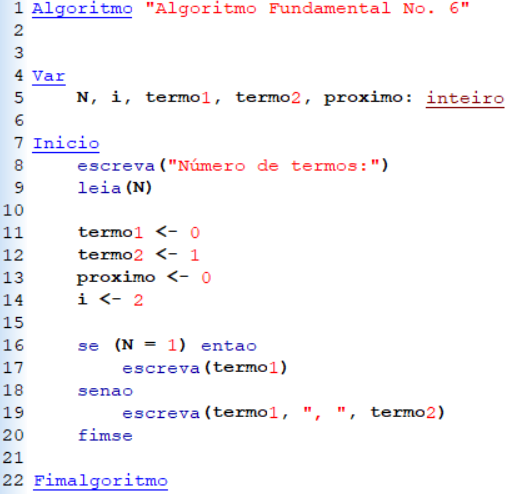 1 Algoritmo "Algoritmo Fundamental No. 6"
2
3
4 Var
5     N, i, termo1, termo2, proximo: inteiro
6
7 Inicio
8     escreva("Número de termos:")
9     leia(N)
10
11     termo1 <- 0
12     termo2 <- 1
13     proximo <- 0
14     i <- 2
15
16     se (N = 1) entao
17         escreva(termo1)
18     senao
19         escreva(termo1, ", ", termo2)
20     fimse
21
22 Fimalgoritmo